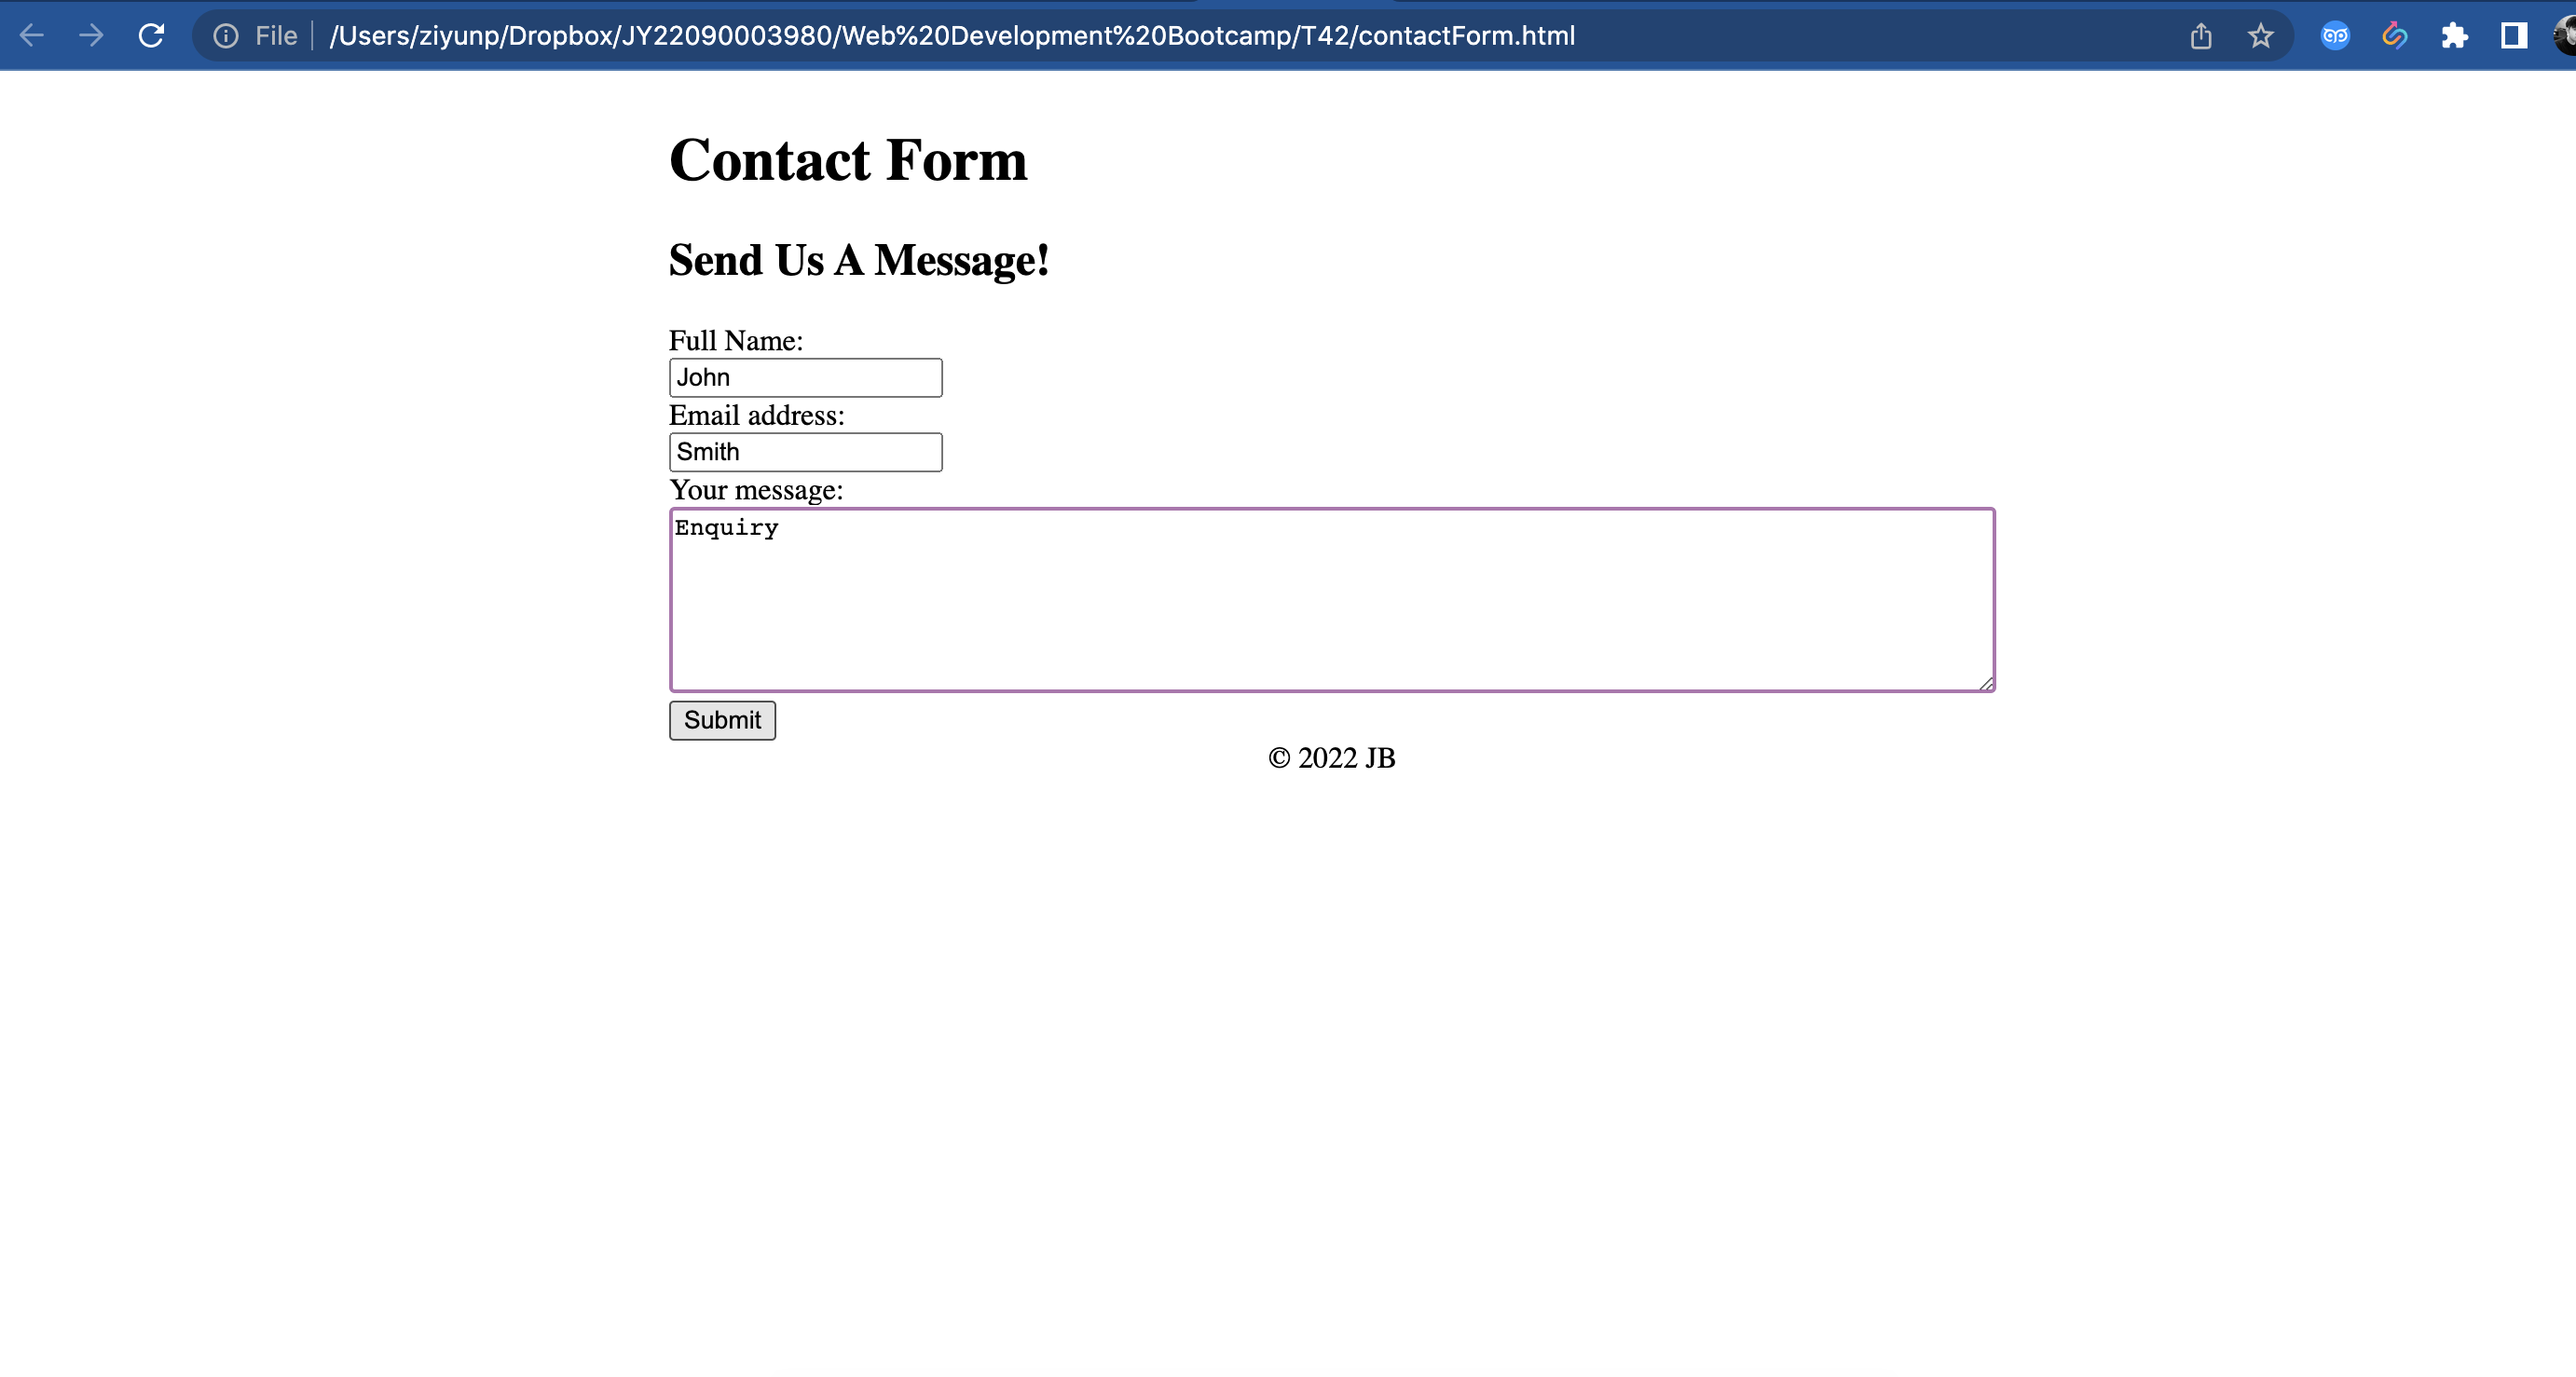 File | /Users/ziyunp/Dropbox/JY22090003980/Web%20Development%20Bootcamp/T42/contactForm.html
Contact Form
Send Us A Message!
Full Name:
John
Email address:
Smith
Your message:
Enquiry
Submit
© 2022 JB